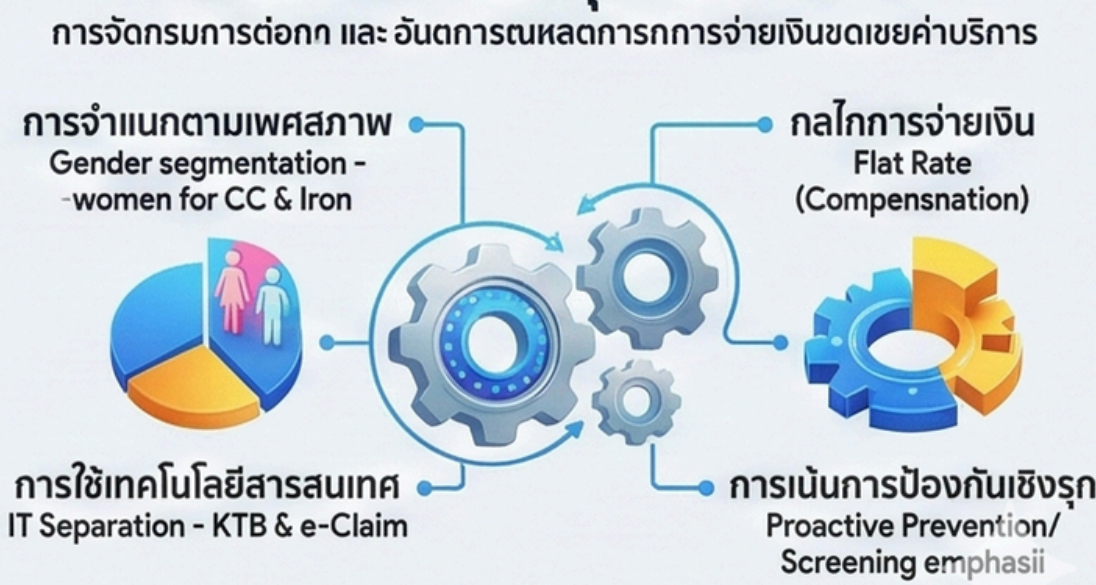 การจัดกรมการต่อกก และ อันตการณหลตการกการจ่ายเงินขดเชยค่าบริการ
การจำแนกตามเพศสภาพ
Gender segmentation -
-women for CC & Iron
กลไกการจ่ายเงิน
Flat Rate
(Compensnation)
การใช้เทคโนโลยีสารสนเทศ
IT Separation - KTB & e-Claim
การเน้นการป้องกันเชิงรุก
Proactive Prevention/
Screening emphasii